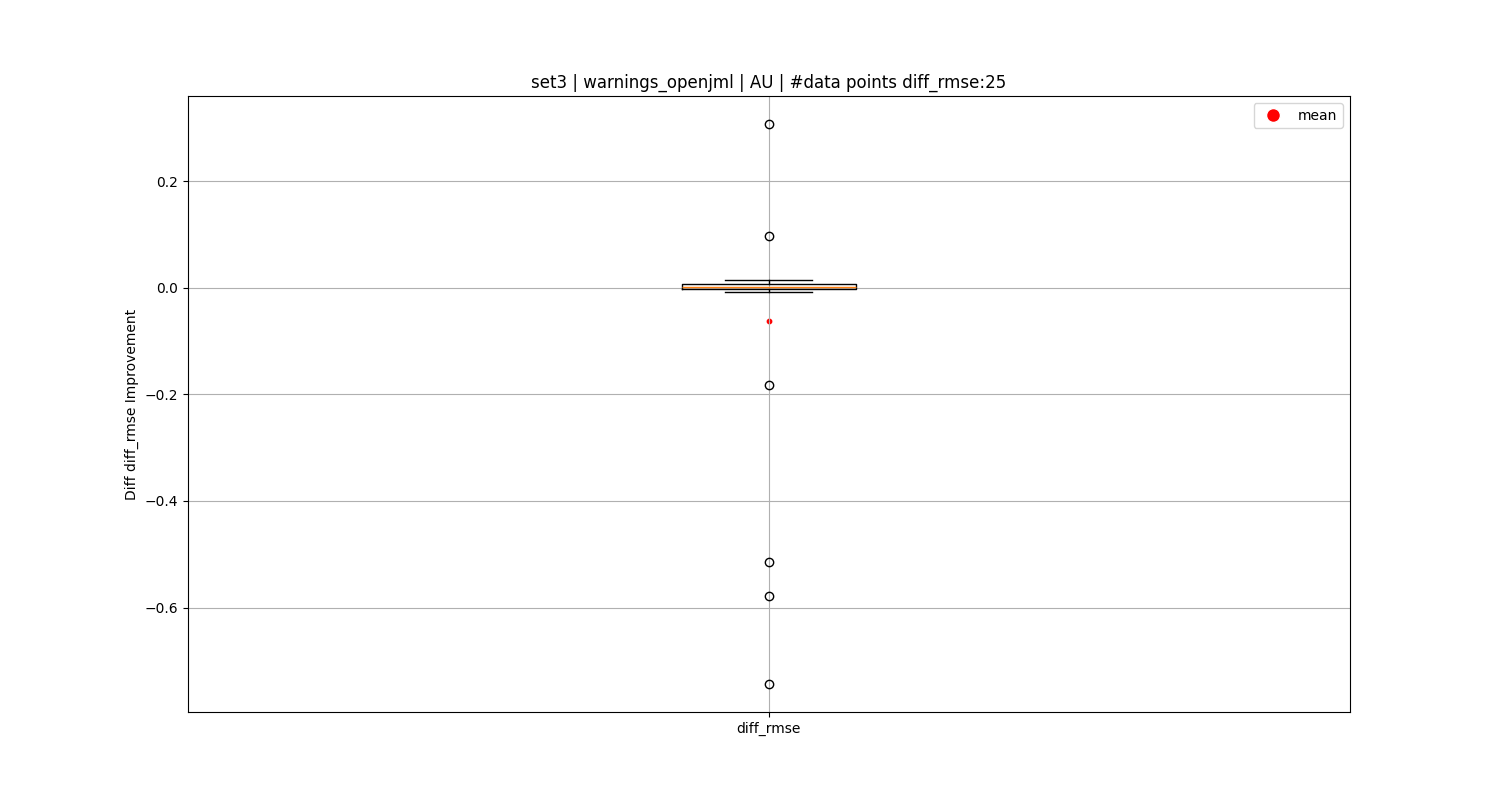 set3 | warnings_openjml | AU | #data points diff_rmse:25
mean
0.2
0.0
−0.2
−0.4
−0.6
Diff diff_rmse Improvement
diff_rmse